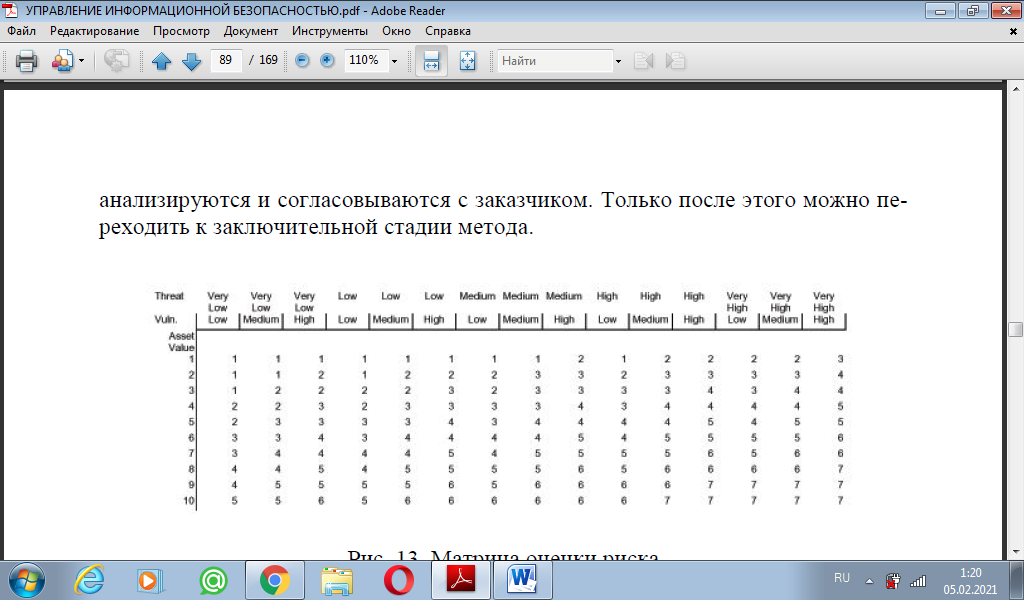 УПРАВЛЕНИЕ ИНФОРМАЦИОННОЙ БЕЗОПАСНОСТЬЮ.pdf - Adobe Reader
Файл Редактирование Просмотр Документ Инструменты Окно Справка
89 / 169 110% Найти
анализируются и согласовываются с заказчиком. Только после этого можно пе-
реходить к заключительной стадии метода.
Threat Very Low Very Low Very Low Low Low Low Medium Medium Medium High High High Very High Very High Very High
Vuln. Low Medium High Low Medium High Low Medium High Low Medium High Low Medium High
Asset
Value
1 1 1 1 1 1 1 1 1 2 1 2 2 2 2 3
2 1 1 2 1 2 2 2 3 3 2 3 3 3 3 4
3 1 2 2 2 2 3 2 3 3 3 3 4 3 4 4
4 2 2 3 2 3 3 3 3 4 3 4 4 4 4 5
5 2 3 3 3 3 4 3 4 4 4 4 5 4 5 5
6 3 3 4 3 4 4 4 4 5 4 5 5 5 5 6
7 3 4 4 4 4 5 4 5 5 5 5 6 5 6 6
8 4 4 5 4 5 5 5 5 6 5 6 6 6 6 7
9 4 5 5 5 5 6 5 6 6 6 6 7 7 7 7
10 5 5 6 5 6 6 6 6 6 6 7 7 7 7 7
Рис. 13. Матрица оценки риска
RU 1:20
05.02.2021